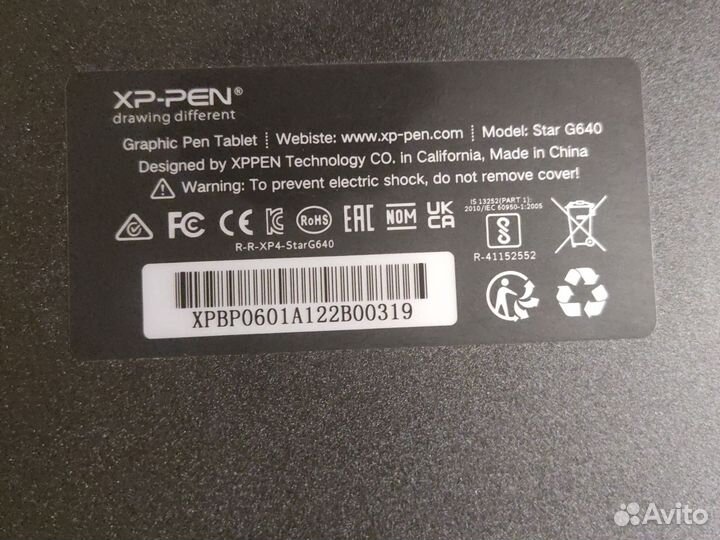 XP-PEN®
drawing different
Graphic Pen Tablet | Webiste: www.xp-pen.com | Model: Star G640
Designed by XPPEN Technology CO. in California, Made in China
Warning: To prevent electric shock, do not remove cover!
FC CE RoHS EAC NOM UK CA
IS 13252(PART 1):
2010/IEC 60950-1:2005
R-R-XP4-StarG640
R-41152552
XPBP0601A122B00319
Avito